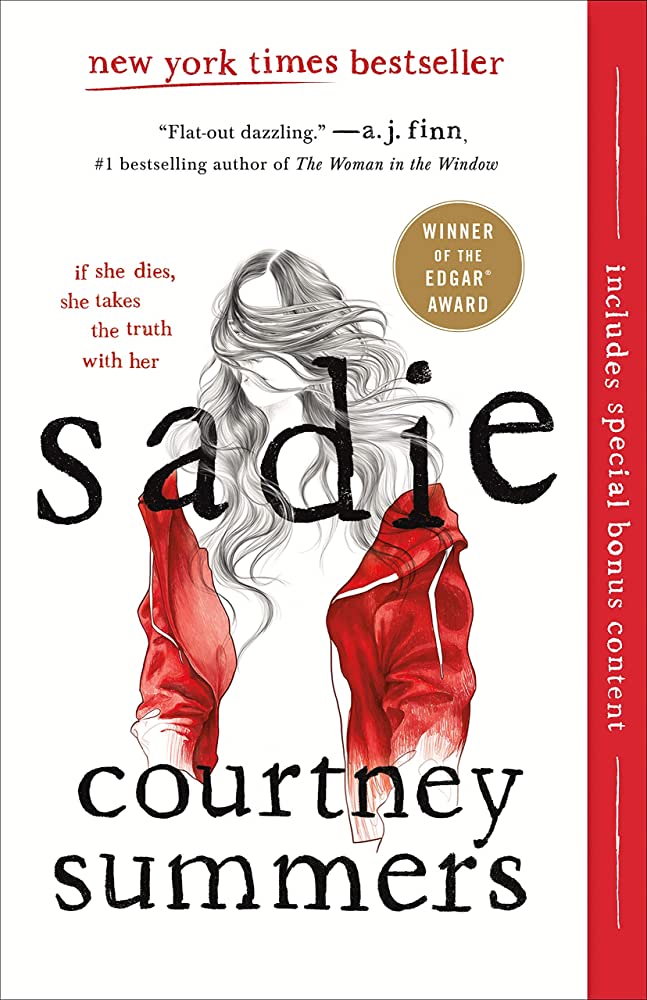 new york times bestseller
“Flat-out dazzling.” —a.j. finn,
#1 bestselling author of The Woman in the Window
WINNER
OF THE
EDGAR®
AWARD
if she dies,
she takes
the truth
with her
sadie
courtney
summers
includes special bonus content